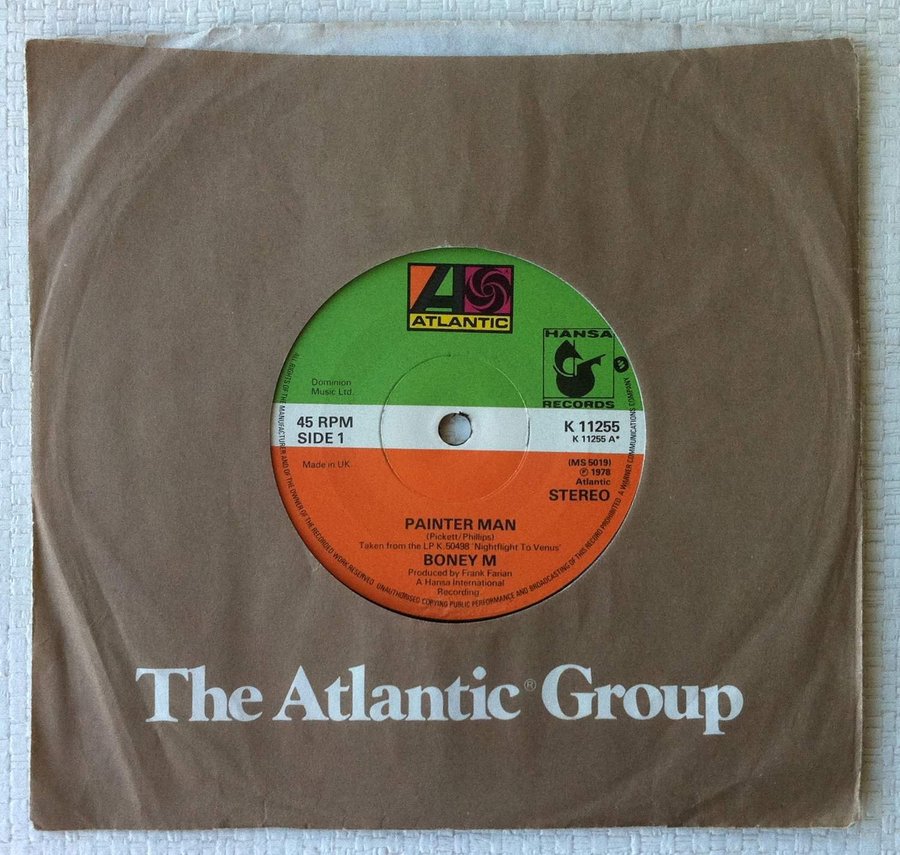 ATLANTIC
HANSA
RECORDS
Dominion
Music Ltd.
45 RPM
SIDE 1
K 11255
K 11255 A*
Made in UK
(MS 5019)
℗ 1978
Atlantic
STEREO
PAINTER MAN
(Pickett/Phillips)
Taken from the LP K 50498 'Nightflight To Venus'
BONEY M
Produced by Frank Farian
A Hansa International
Recording
ALL RIGHTS OF THE MANUFACTURER AND OF THE OWNER OF THE RECORDED WORK RESERVED. UNAUTHORISED COPYING PUBLIC PERFORMANCE AND BROADCASTING OF THIS RECORD PROHIBITED A WARNER COMMUNICATIONS COMPANY
The Atlantic® Group